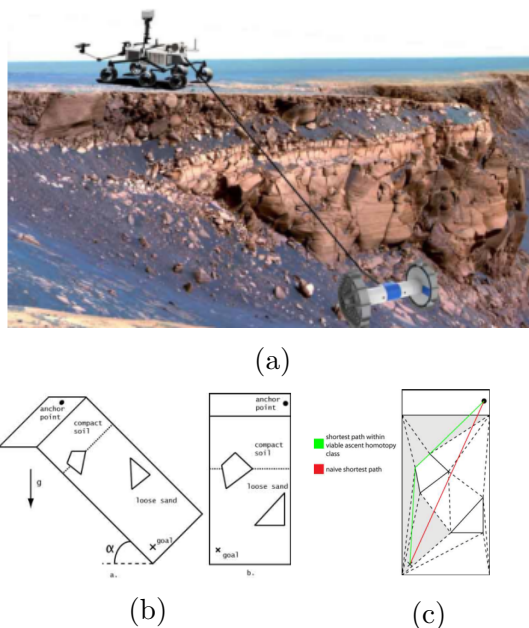 (a)
anchor
point
compact
soil
loose sand
g
α
goal
a.
anchor
point
compact
soil
loose sand
goal
b.
shortest path within
viable ascent homotopy
class
naive shortest path
(b)
(c)